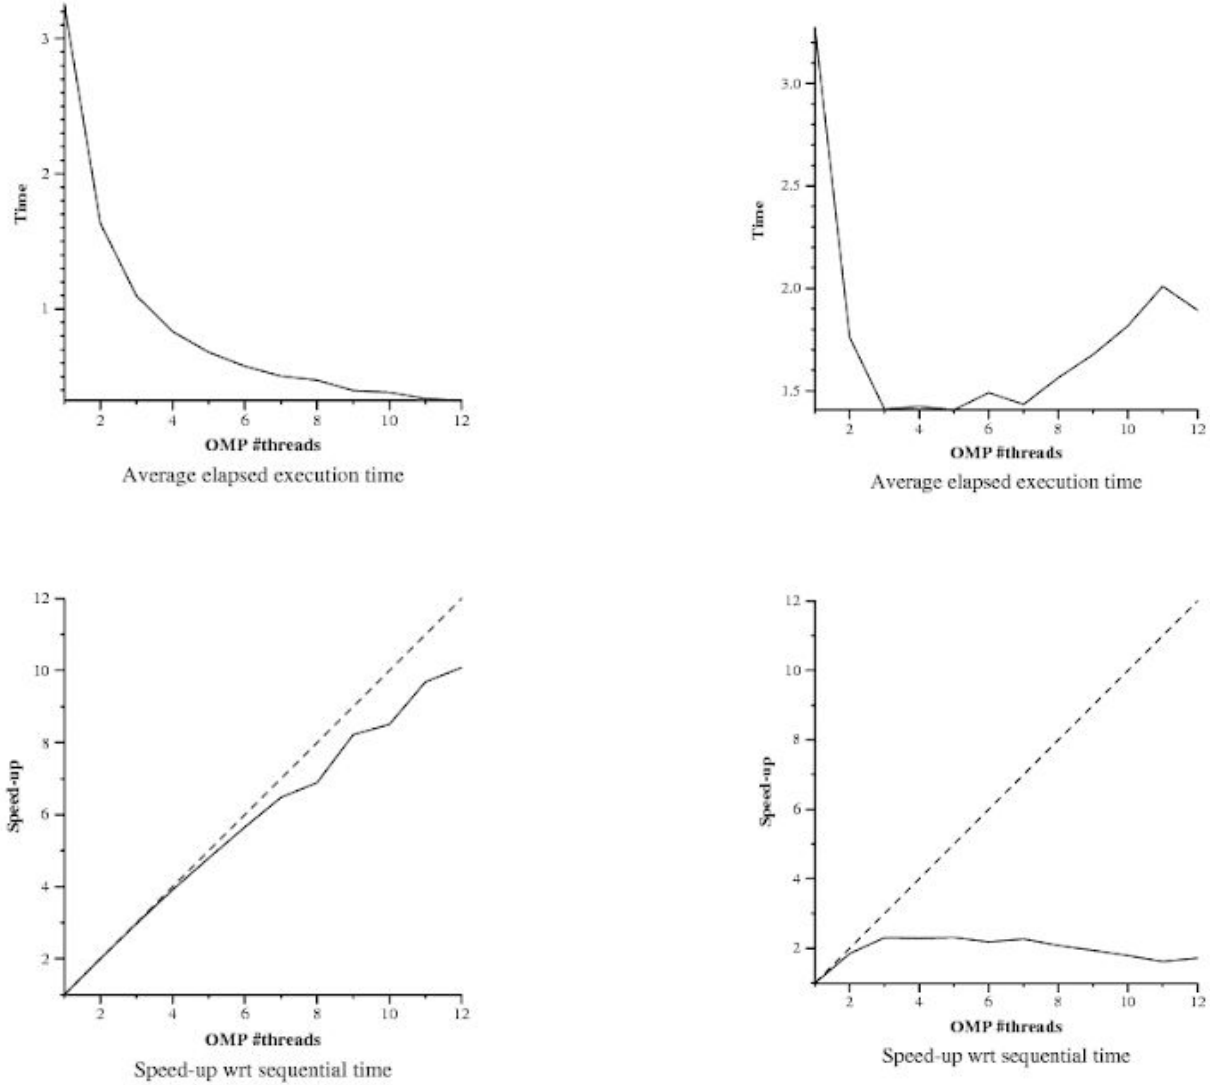 3
2
1
Time
2 4 6 8 10 12
OMP #threads
Average elapsed execution time
3.0
2.5
2.0
1.5
Time
2 4 6 8 10 12
OMP #threads
Average elapsed execution time
12
10
8
6
4
2
Speed-up
2 4 6 8 10 12
OMP #threads
Speed-up wrt sequential time
12
10
8
6
4
2
Speed-up
2 4 6 8 10 12
OMP #threads
Speed-up wrt sequential time